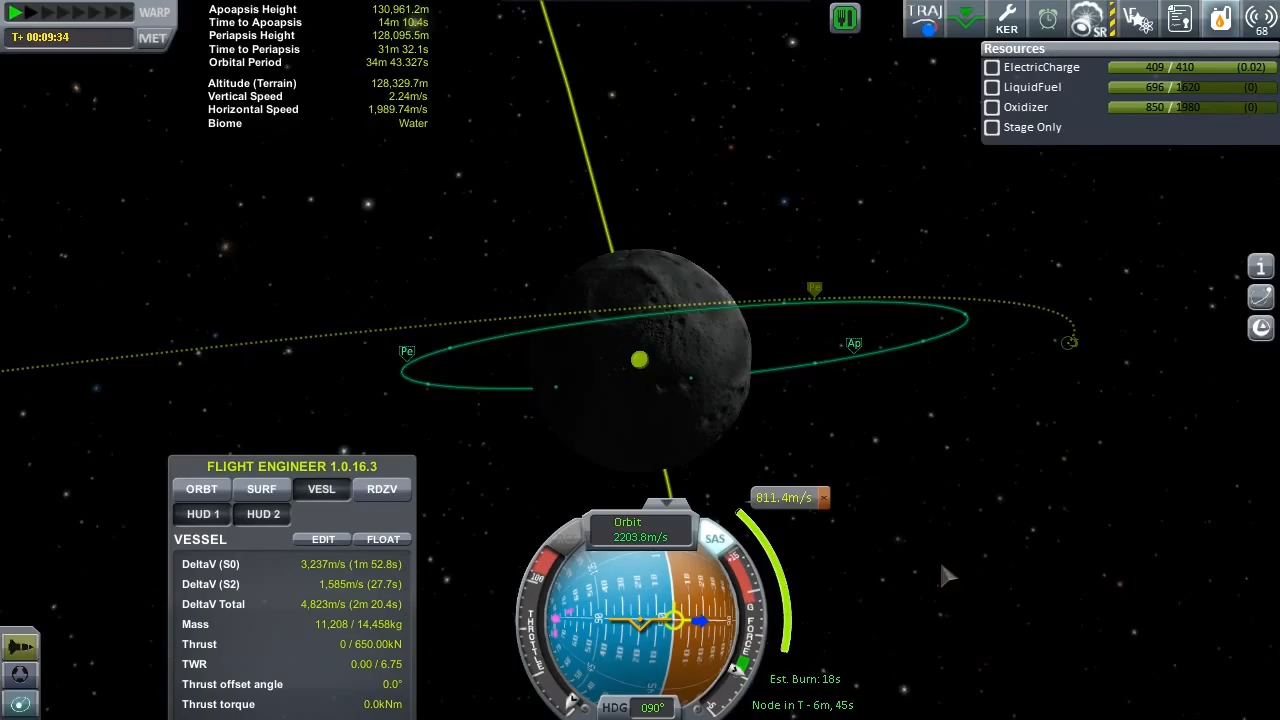 WARP
T+ 00:09:34
MET
Apoapsis Height 130,961.2m
Time to Apoapsis 14m 10.4s
Periapsis Height 128,095.5m
Time to Periapsis 31m 32.1s
Orbital Period 34m 43.327s
Altitude (Terrain) 128,329.7m
Vertical Speed 2.24m/s
Horizontal Speed 1,989.74m/s
Biome Water
TRAJ
KER
SR
68
Resources
ElectricCharge 409 / 410 (0.02)
LiquidFuel 696 / 1620 (0)
Oxidizer 850 / 1980 (0)
Stage Only
Pe
Pe
Ap
FLIGHT ENGINEER 1.0.16.3
ORBT SURF VESL RDZV
HUD 1 HUD 2
VESSEL EDIT FLOAT
DeltaV (S0) 3,237m/s (1m 52.8s)
DeltaV (S2) 1,585m/s (27.7s)
DeltaV Total 4,823m/s (2m 20.4s)
Mass 11,208 / 14,458kg
Thrust 0 / 650.00kN
TWR 0.00 / 6.75
Thrust offset angle 0.0°
Thrust torque 0.0kNm
811.4m/s
Orbit
2203.8m/s
SAS
THROTTLE
G FORCE
HDG 090°
Est. Burn: 18s
Node in T - 6m, 45s